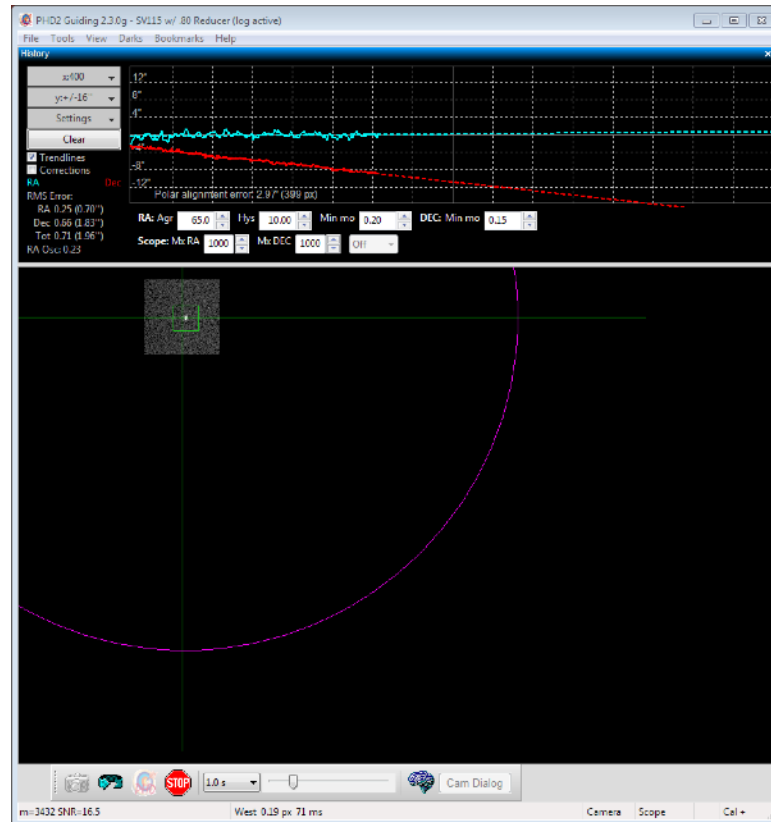 PHD2 Guiding 2.3.0g - SV115 w/ .80 Reducer (log active)
File Tools View Darks Bookmarks Help
History
x:400
y:+/-16"
Settings
Clear
Trendlines
Corrections
RA Dec
RMS Error:
RA 0.25 (0.70")
Dec 0.66 (1.83")
Tot 0.71 (1.96")
RA Osc: 0.23
12"
8"
4"
-4"
-8"
-12"
Polar alignment error: 2.97' (399 px)
RA: Agr 65.0 Hys 10.00 Min mo 0.20 DEC: Min mo 0.15
Scope: Mx RA 1000 Mx DEC 1000 Off
STOP 1.0 s Cam Dialog
m=3432 SNR=16.5 West 0.19 px 71 ms Camera Scope Cal +